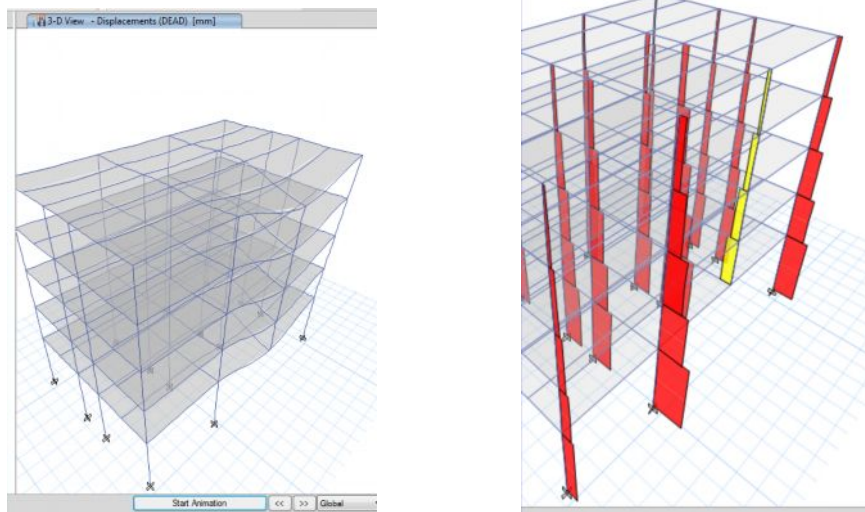 3-D View - Displacements (DEAD) [mm]
Start Animation
<<
>>
Global